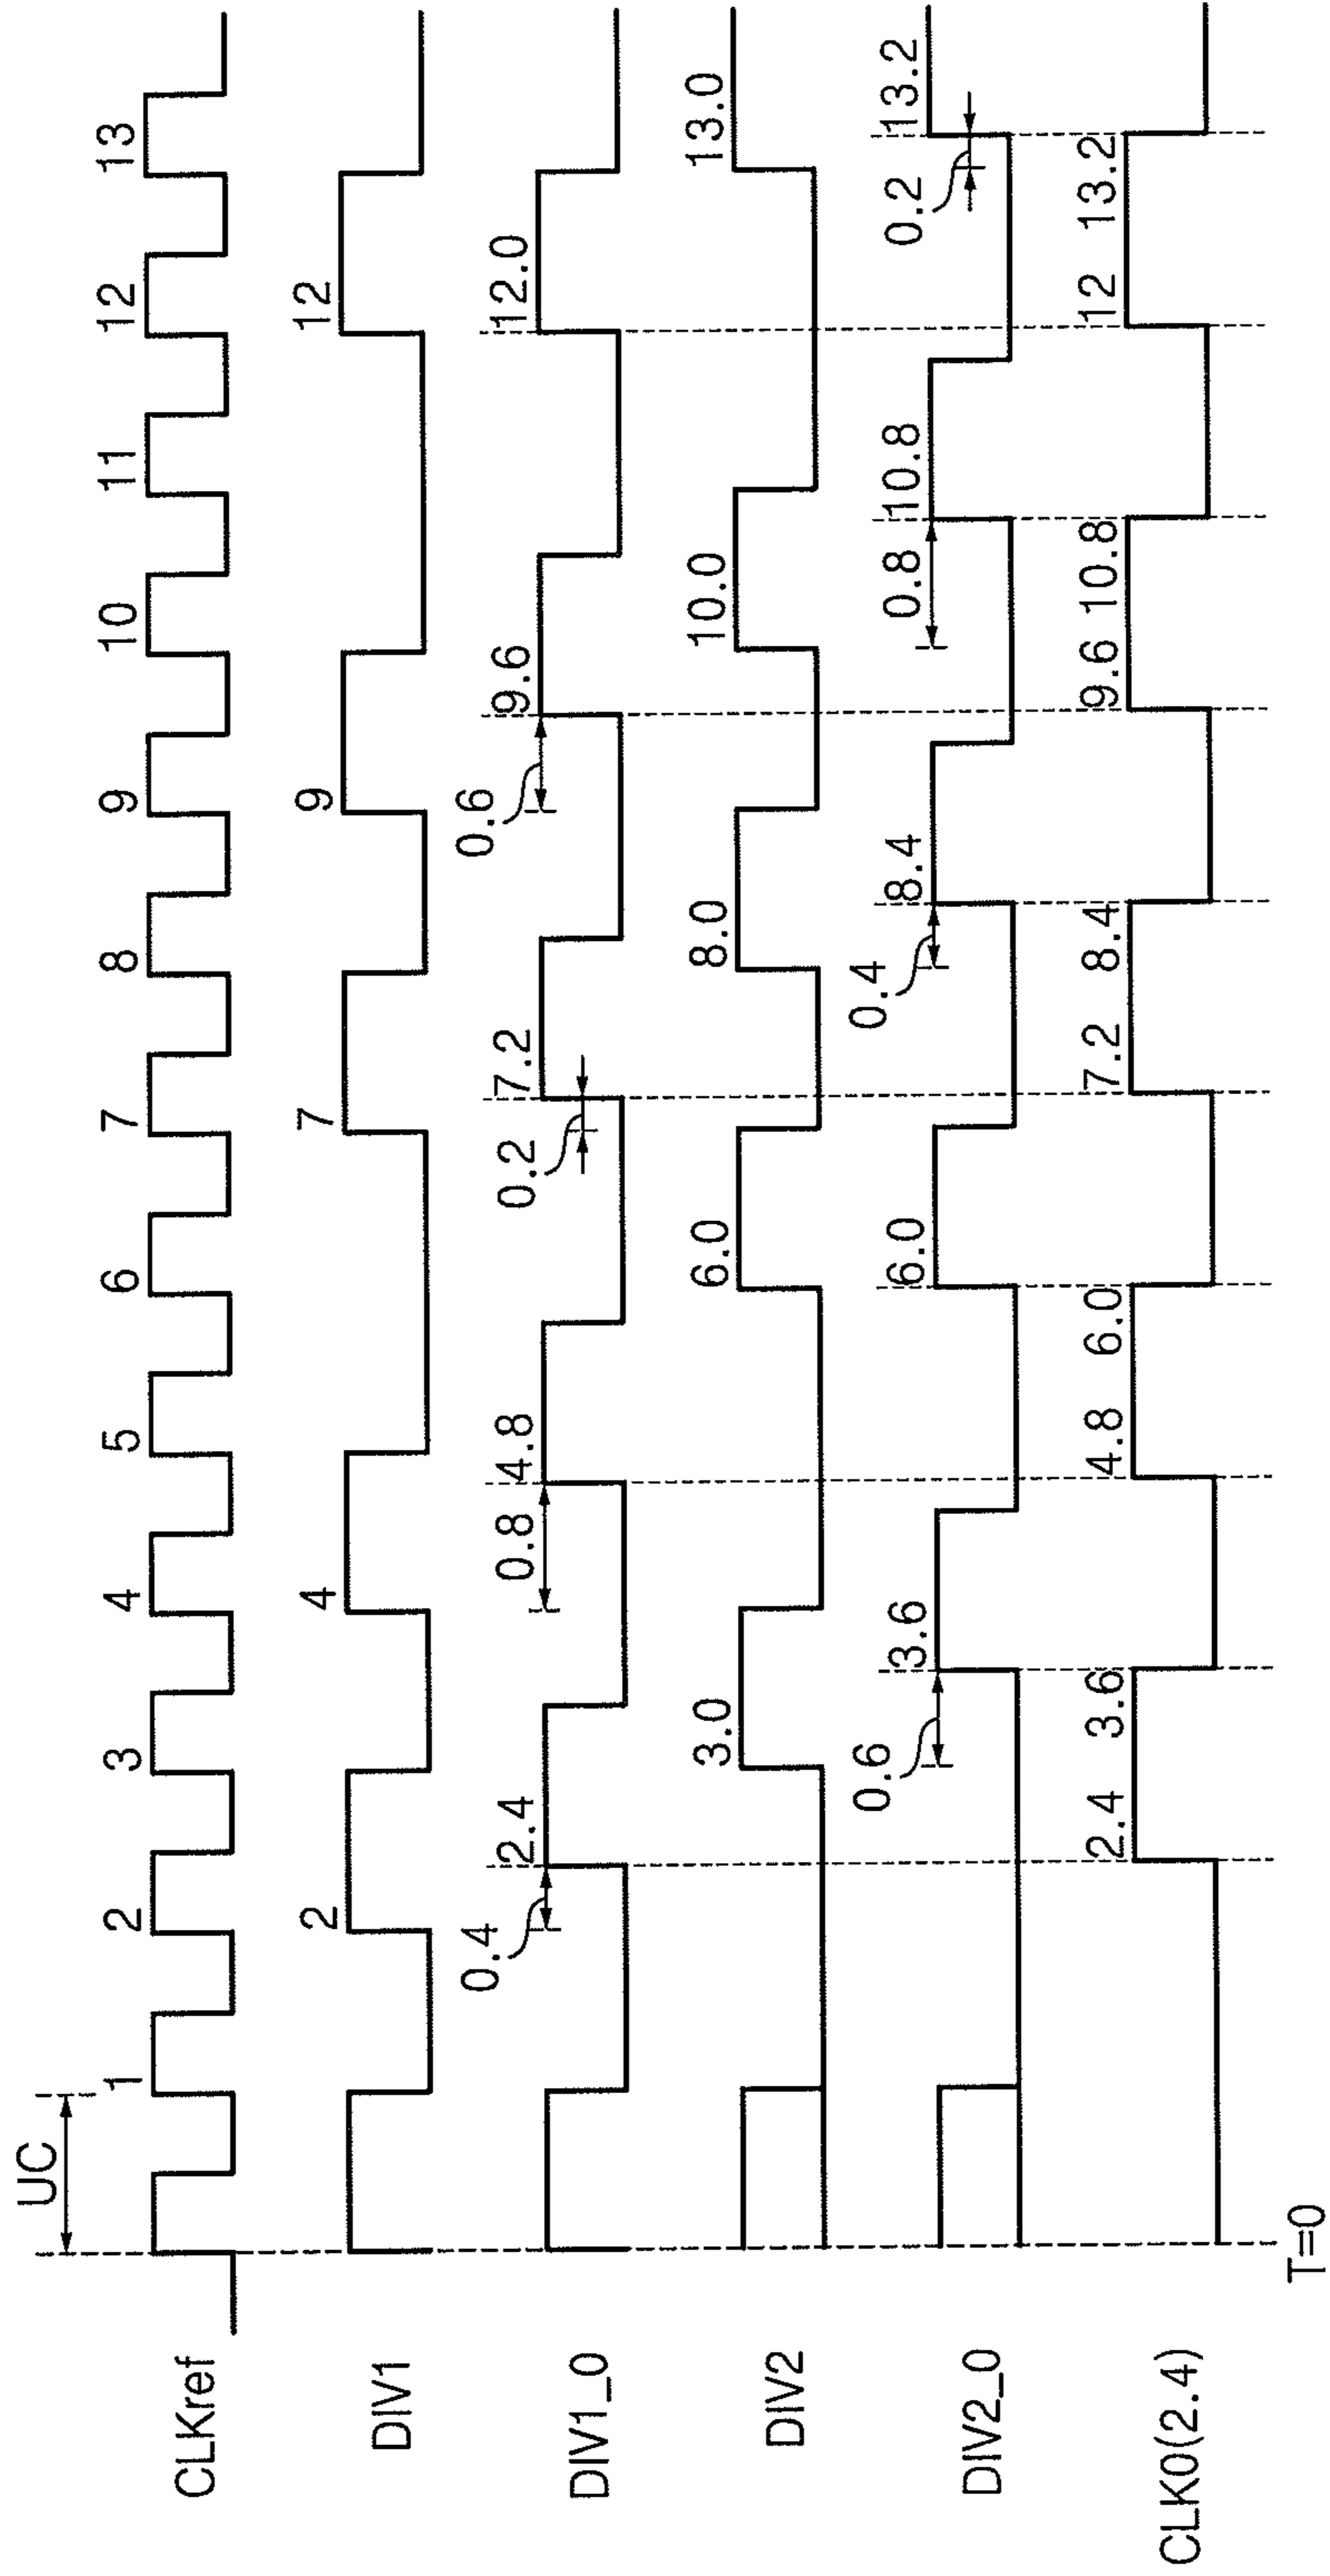 UC
CLKref 1 2 3 4 5 6 7 8 9 10 11 12 13
DIV1 2 4 7 9 12
DIV1_0 2.4 4.8 7.2 9.6 12.0
0.4 0.8 0.2 0.6
DIV2 3.0 6.0 8.0 10.0 13.0
DIV2_0 3.6 6.0 8.4 10.8 13.2
0.6 0.4 0.8 0.2
CLK0(2.4) 2.4 3.6 4.8 6.0 7.2 8.4 9.6 10.8 12 13.2
T=0